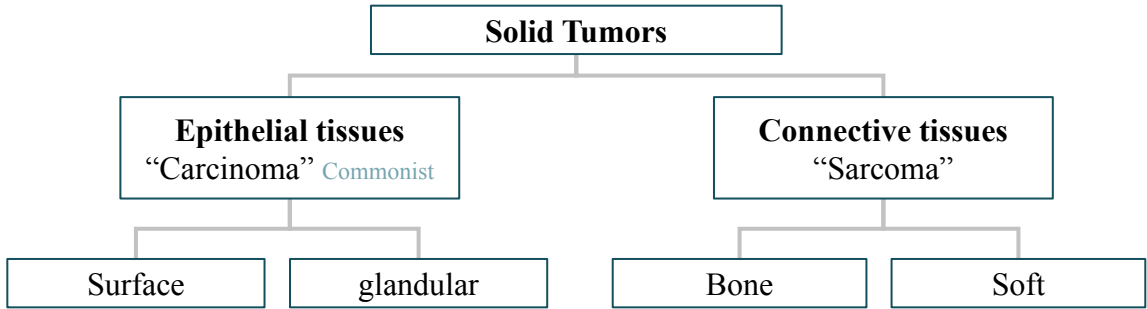 Solid Tumors
Epithelial tissues
“Carcinoma” Commonist
Connective tissues
“Sarcoma”
Surface
glandular
Bone
Soft